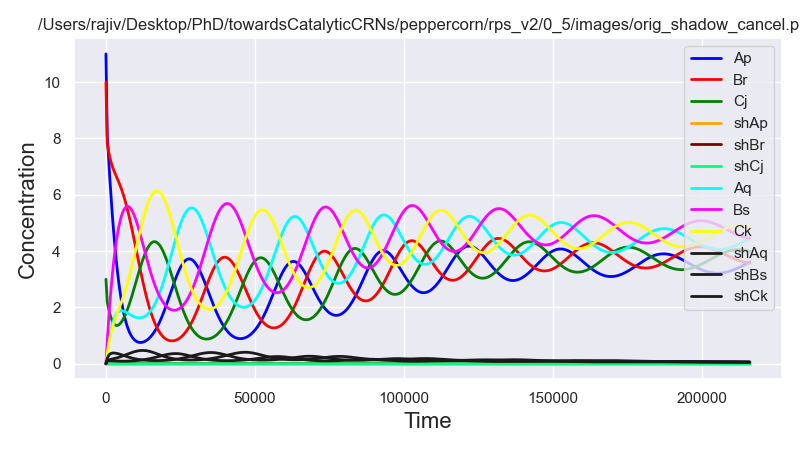 /Users/rajiv/Desktop/PhD/towardsCatalyticCRNs/peppercorn/rps_v2/0_5/images/orig_shadow_cancel.p
Concentration
10
8
6
4
2
0
0
50000
100000
150000
200000
Time
Ap
Br
Cj
shAp
shBr
shCj
Aq
Bs
Ck
shAq
shBs
shCk